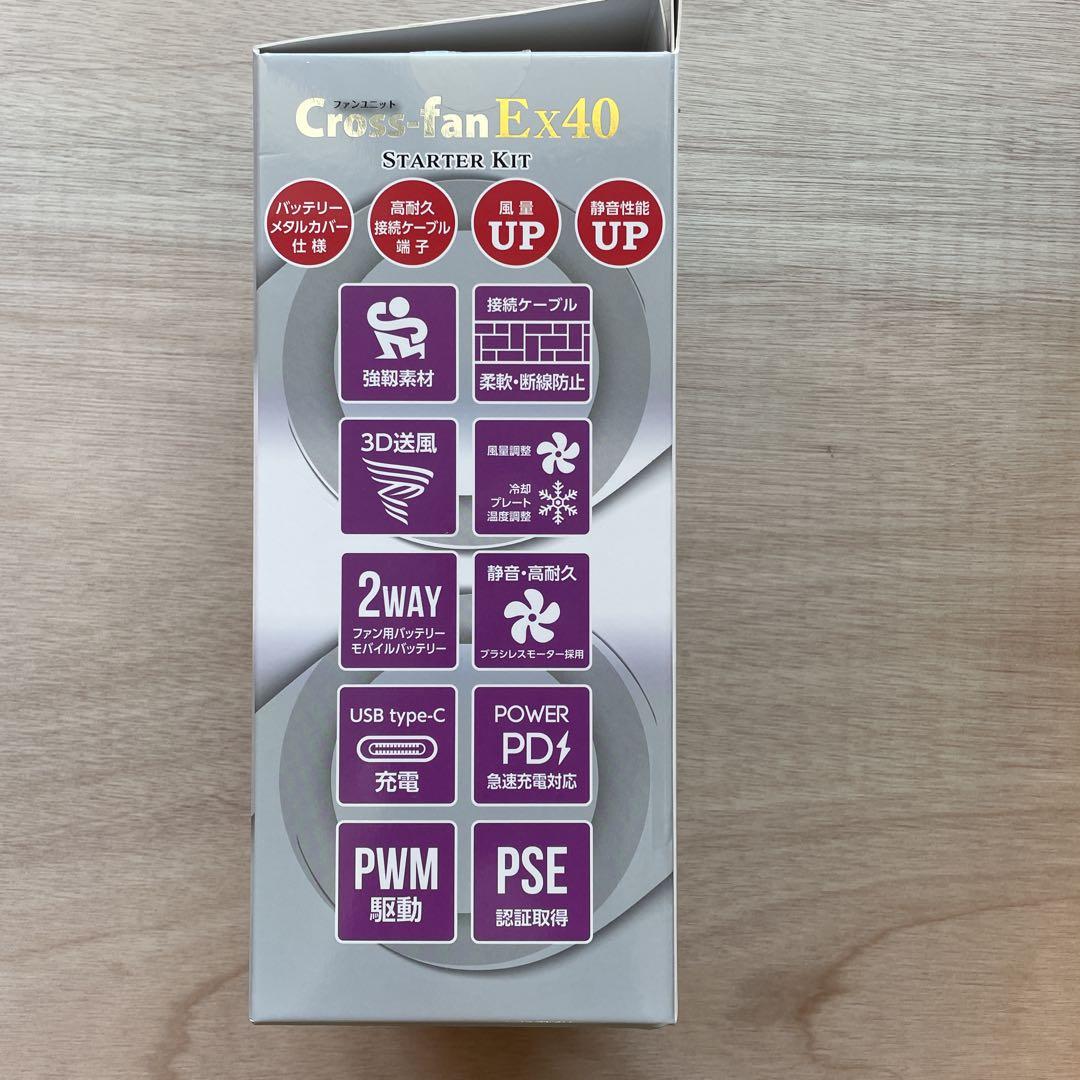 ファンユニット
Cross-fan Ex40
STARTER KIT
バッテリー
メタルカバー
仕様
高耐久
接続ケーブル
端子
風量
UP
静音性能
UP
強靱素材
接続ケーブル
柔軟・断線防止
3D送風
風量調整
冷却
プレート
温度調整
2WAY
ファン用バッテリー
モバイルバッテリー
静音・高耐久
ブラシレスモーター採用
USB type-C
充電
POWER
PD
急速充電対応
PWM
駆動
PSE
認証取得